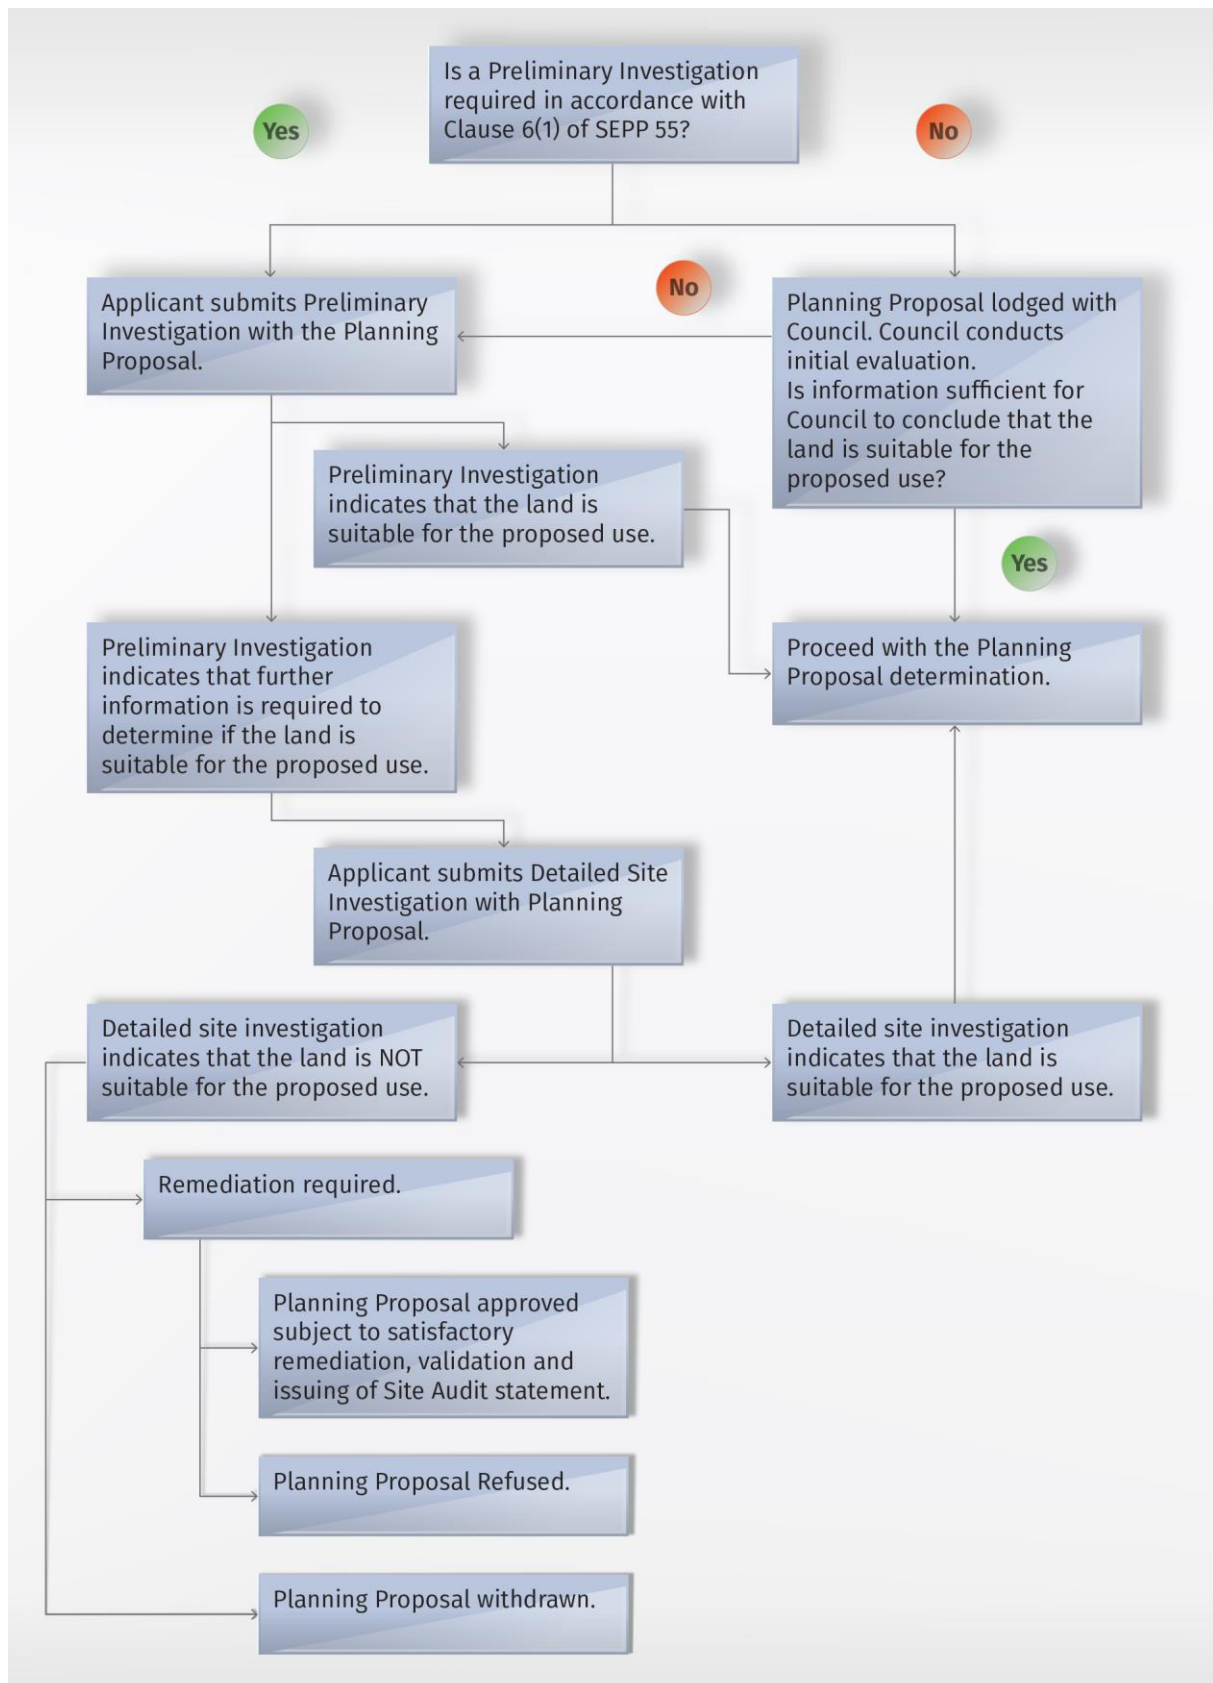 Is a Preliminary Investigation
required in accordance with
Clause 6(1) of SEPP 55?
Yes
No
Applicant submits Preliminary
Investigation with the Planning
Proposal.
No
Planning Proposal lodged with
Council. Council conducts
initial evaluation.
Is information sufficient for
Council to conclude that the
land is suitable for the
proposed use?
Preliminary Investigation
indicates that the land is
suitable for the proposed use.
Yes
Preliminary Investigation
indicates that further
information is required to
determine if the land is
suitable for the proposed use.
Proceed with the Planning
Proposal determination.
Applicant submits Detailed Site
Investigation with Planning
Proposal.
Detailed site investigation
indicates that the land is NOT
suitable for the proposed use.
Detailed site investigation
indicates that the land is
suitable for the proposed use.
Remediation required.
Planning Proposal approved
subject to satisfactory
remediation, validation and
issuing of Site Audit statement.
Planning Proposal Refused.
Planning Proposal withdrawn.